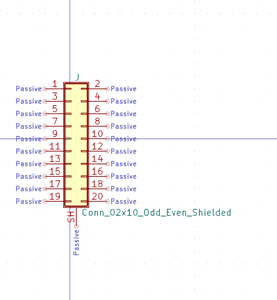 J
Passive 1 2 Passive
Passive 3 4 Passive
Passive 5 6 Passive
Passive 7 8 Passive
Passive 9 10 Passive
Passive 11 12 Passive
Passive 13 14 Passive
Passive 15 16 Passive
Passive 17 18 Passive
Passive 19 20 Passive
Conn_02x10_Odd_Even_Shielded
SH
Passive